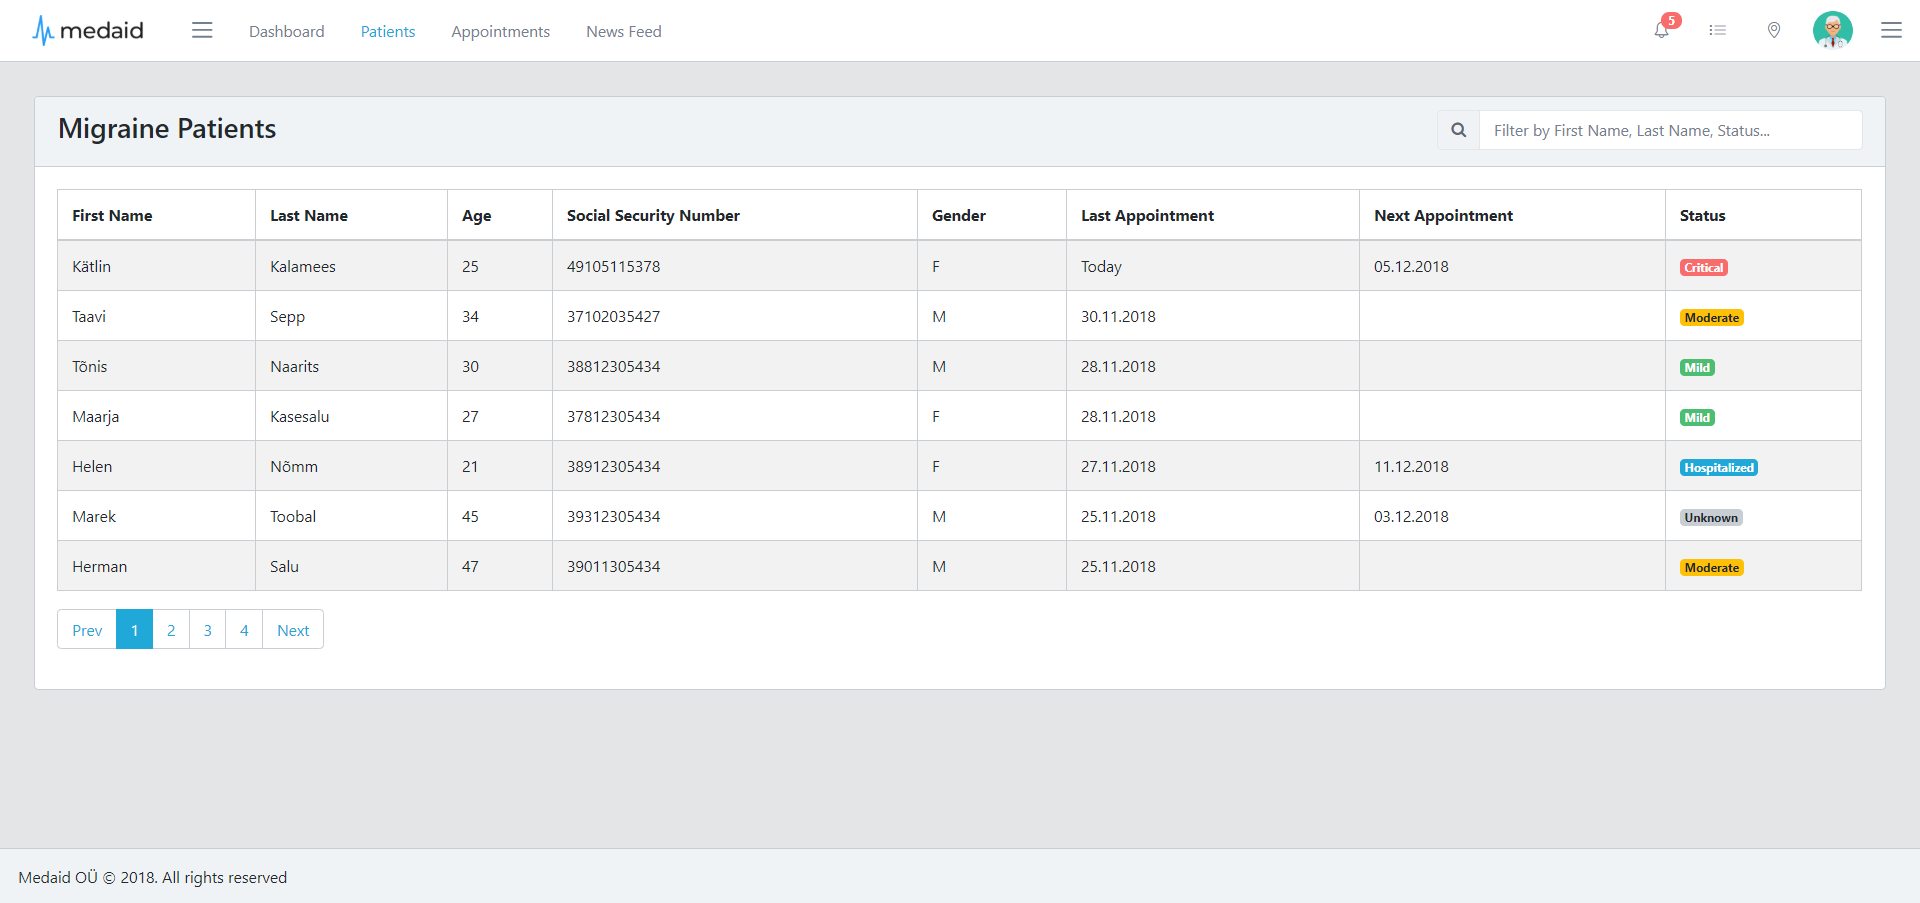 medaid Dashboard Patients Appointments News Feed 5
Migraine Patients Filter by First Name, Last Name, Status...
First Name Last Name Age Social Security Number Gender Last Appointment Next Appointment Status
Kätlin Kalamees 25 49105115378 F Today 05.12.2018 Critical
Taavi Sepp 34 37102035427 M 30.11.2018 Moderate
Tõnis Naarits 30 38812305434 M 28.11.2018 Mild
Maarja Kasesalu 27 37812305434 F 28.11.2018 Mild
Helen Nõmm 21 38912305434 F 27.11.2018 11.12.2018 Hospitalized
Marek Toobal 45 39312305434 M 25.11.2018 03.12.2018 Unknown
Herman Salu 47 39011305434 M 25.11.2018 Moderate
Prev 1 2 3 4 Next
Medaid OÜ © 2018. All rights reserved